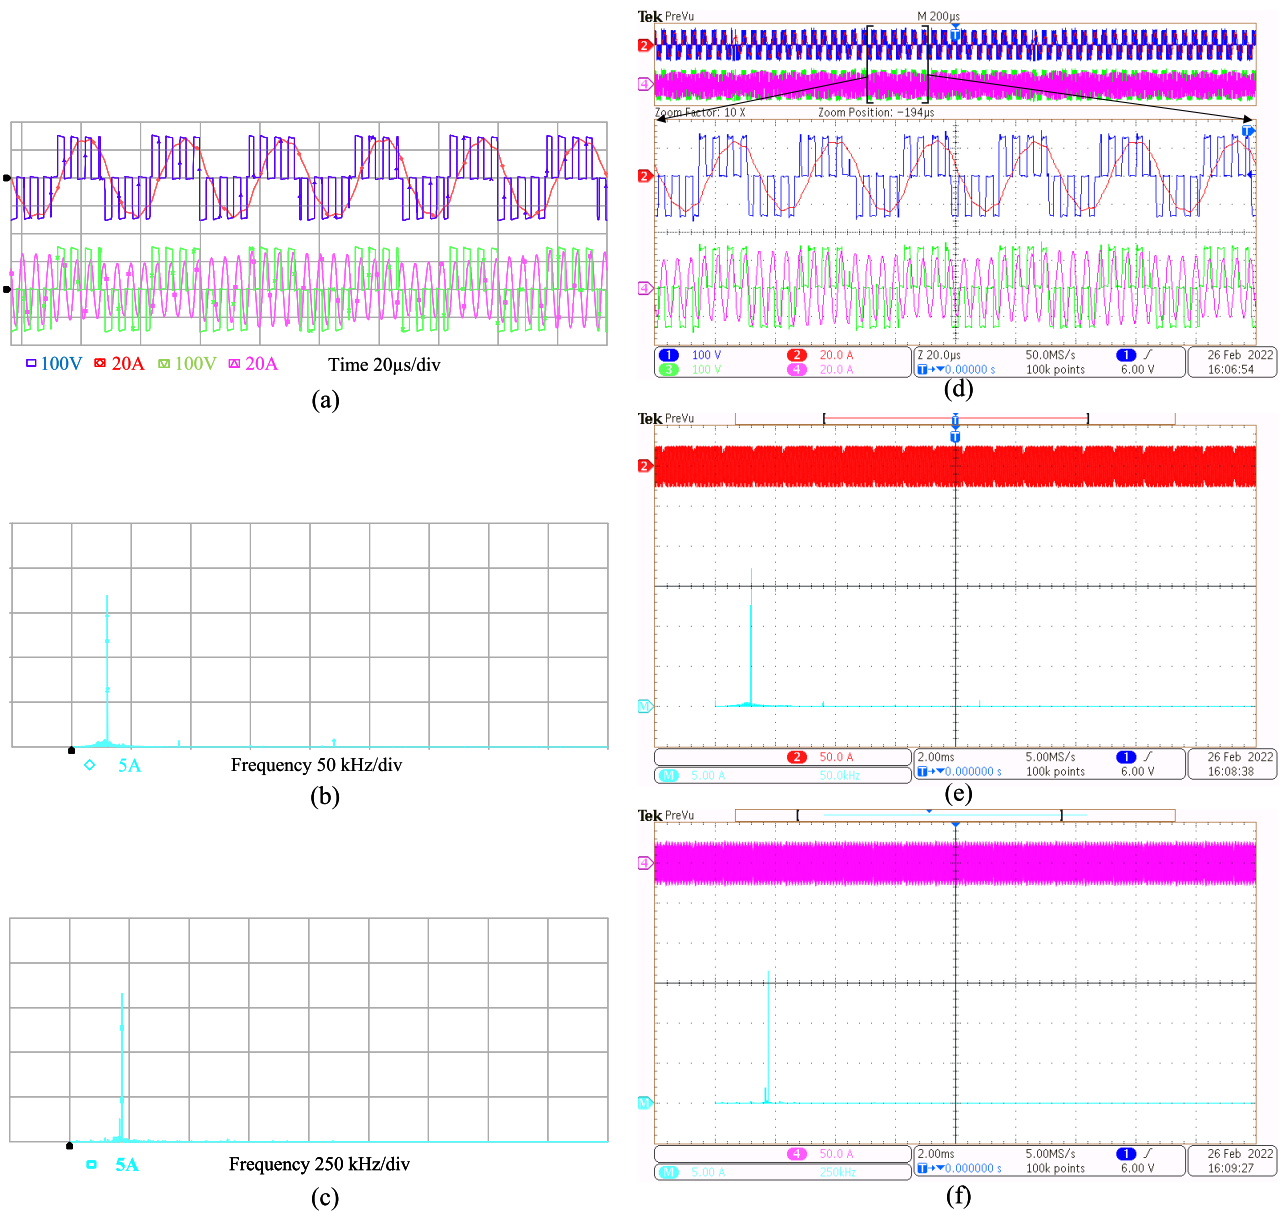 Tek PreVu
M 200µs
T
2
4
Zoom Factor: 10 X
Zoom Position: −194µs
T
2
4
100V 20A 100V 20A Time 20µs/div
(a)
1 100 V 2 20.0 A
3 100 V 4 20.0 A
Z 20.0µs 50.0MS/s 1 ∫
T→▼0.00000 s 100k points 6.00 V
26 Feb 2022
16:06:54
(d)
Tek PreVu
T
T
2
M
5A Frequency 50 kHz/div
(b)
2 50.0 A
M 5.00 A 50.0kHz
2.00ms 5.00MS/s 1 ∫
T→▼0.000000 s 100k points 6.00 V
26 Feb 2022
16:08:38
(e)
Tek PreVu
4
M
5A Frequency 250 kHz/div
(c)
4 50.0 A
M 5.00 A 250kHz
2.00ms 5.00MS/s 1 ∫
T→▼0.000000 s 100k points 6.00 V
26 Feb 2022
16:09:27
(f)